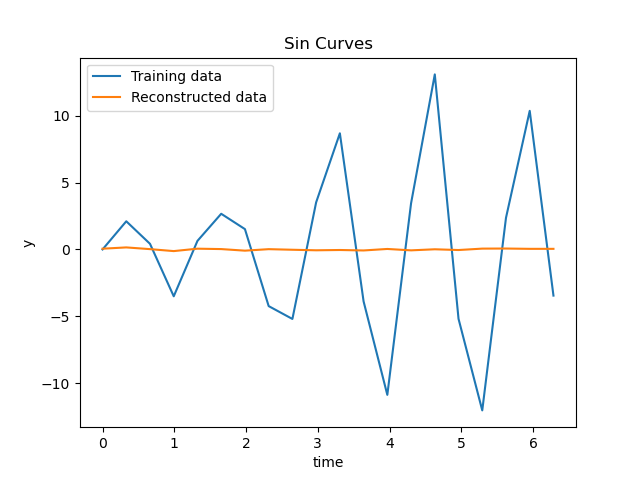 Sin Curves
Training data
Reconstructed data
10
5
0
−5
−10
y
0 1 2 3 4 5 6
time